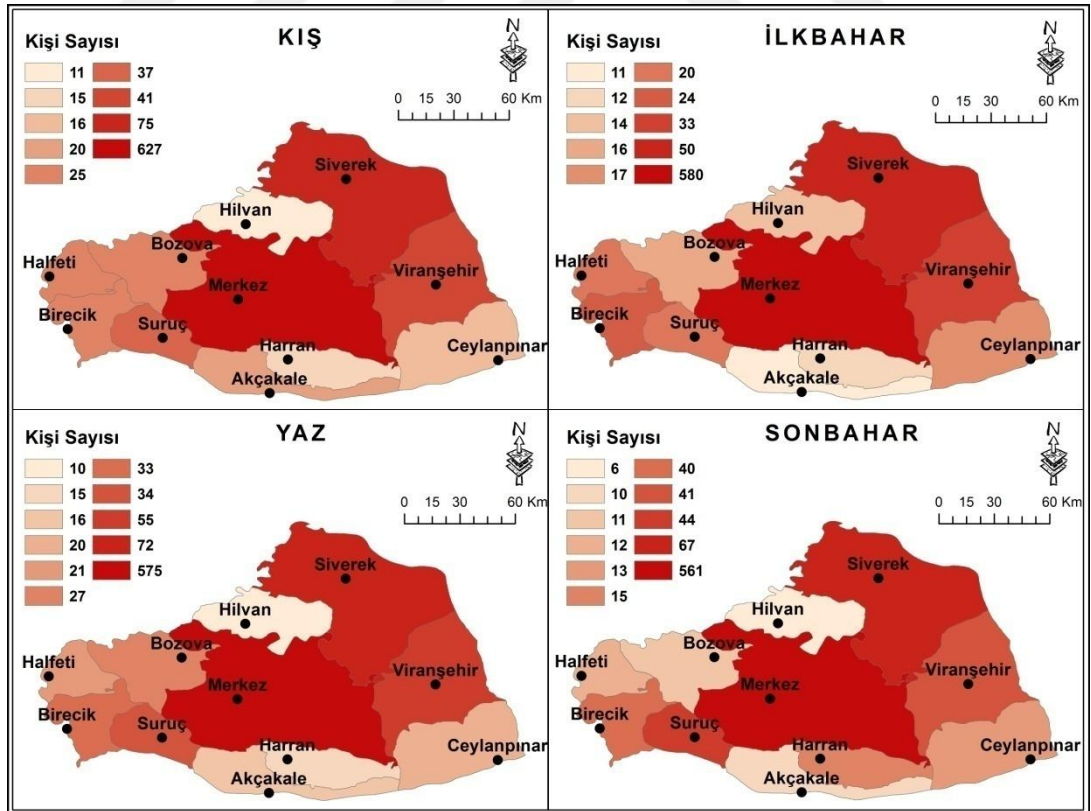 KIŞ
N
Kişi Sayısı
11 37
15 41
16 75
20 627
25
0 15 30 60 Km
Siverek
Hilvan
Bozova
Halfeti
Viranşehir
Merkez
Birecik
Suruç
Harran
Ceylanpınar
Akçakale
İLKBAHAR
N
Kişi Sayısı
11 20
12 24
14 33
16 50
17 580
0 15 30 60 Km
Siverek
Hilvan
Bozova
Halfeti
Viranşehir
Merkez
Birecik
Suruç
Harran
Ceylanpınar
Akçakale
YAZ
N
Kişi Sayısı
10 33
15 34
16 55
20 72
21 575
27
0 15 30 60 Km
Siverek
Hilvan
Bozova
Halfeti
Viranşehir
Merkez
Birecik
Suruç
Harran
Ceylanpınar
Akçakale
SONBAHAR
N
Kişi Sayısı
6 40
10 41
11 44
12 67
13 561
15
0 15 30 60 Km
Siverek
Hilvan
Bozova
Halfeti
Viranşehir
Merkez
Birecik
Suruç
Harran
Ceylanpınar
Akçakale